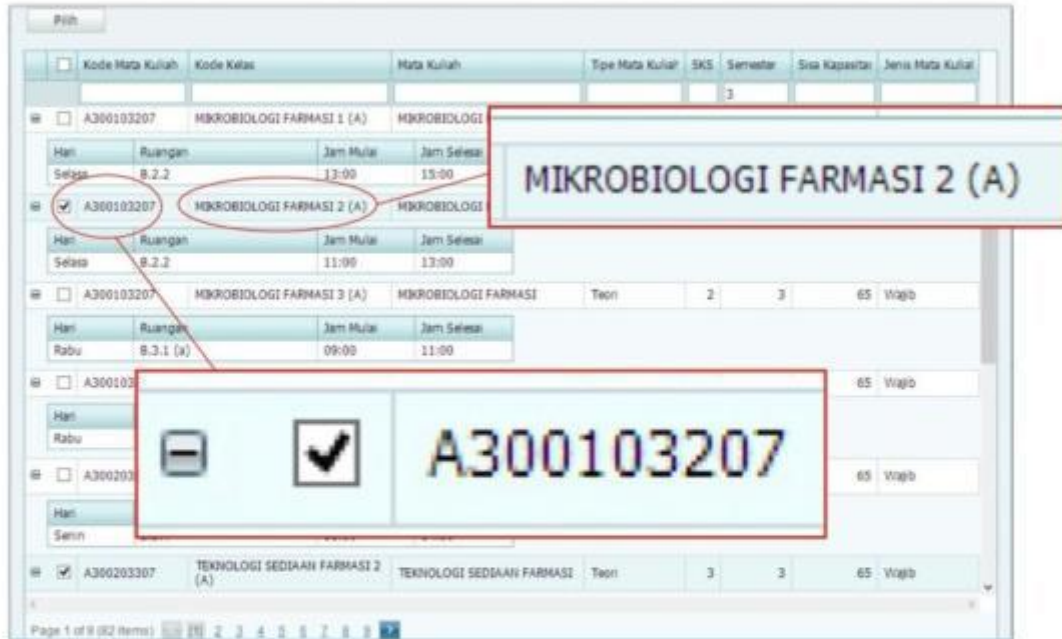 Pilih
Kode Mata Kuliah Kode Kelas Mata Kuliah Tipe Mata Kuliah SKS Semester Sisa Kapasitas Jenis Mata Kuliah
3
A300103207 MIKROBIOLOGI FARMASI 1 (A) MIKROBIOLOGI
Hari Ruangan Jam Mulai Jam Selesai
Selasa B.2.2 13:00 15:00
MIKROBIOLOGI FARMASI 2 (A)
A300103207 MIKROBIOLOGI FARMASI 2 (A) MIKROBIOLOGI
Hari Ruangan Jam Mulai Jam Selesai
Selasa B.2.2 11:00 13:00
A300103207 MIKROBIOLOGI FARMASI 3 (A) MIKROBIOLOGI FARMASI Teori 2 3 65 Wajib
Hari Ruangan Jam Mulai Jam Selesai
Rabu B.3.1 (a) 09:00 11:00
A300103 65 Wajib
Hari
Rabu
A300103207
A300203 65 Wajib
Hari
Senin
A300203307 TEKNOLOGI SEDIAAN FARMASI 2 (A) TEKNOLOGI SEDIAAN FARMASI Teori 3 3 65 Wajib
Page 1 of 9 (82 items) [1] 2 3 4 5 6 7 8 9